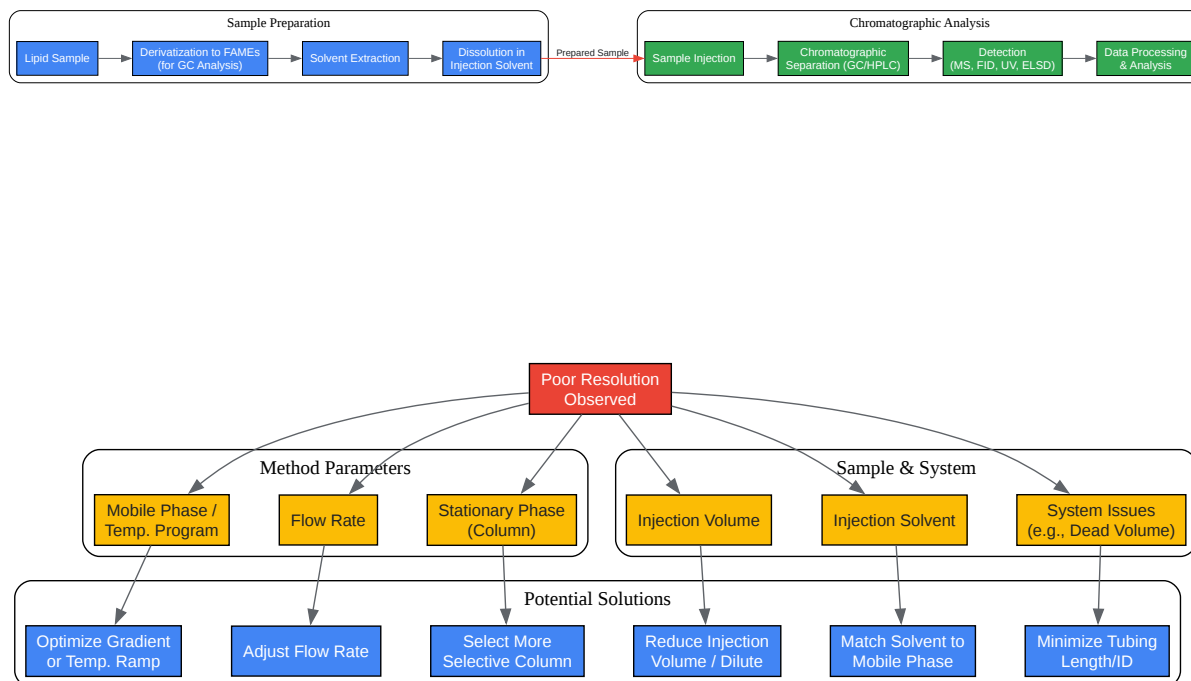 Sample Preparation
Chromatographic Analysis
Lipid Sample
Derivatization to FAMEs
(for GC Analysis)
Solvent Extraction
Dissolution in
Injection Solvent
Prepared Sample
Sample Injection
Chromatographic
Separation (GC/HPLC)
Detection
(MS, FID, UV, ELSD)
Data Processing
& Analysis
Poor Resolution
Observed
Method Parameters
Sample & System
Mobile Phase /
Temp. Program
Flow Rate
Stationary Phase
(Column)
Injection Volume
Injection Solvent
System Issues
(e.g., Dead Volume)
Potential Solutions
Optimize Gradient
or Temp. Ramp
Adjust Flow Rate
Select More
Selective Column
Reduce Injection
Volume / Dilute
Match Solvent to
Mobile Phase
Minimize Tubing
Length/ID